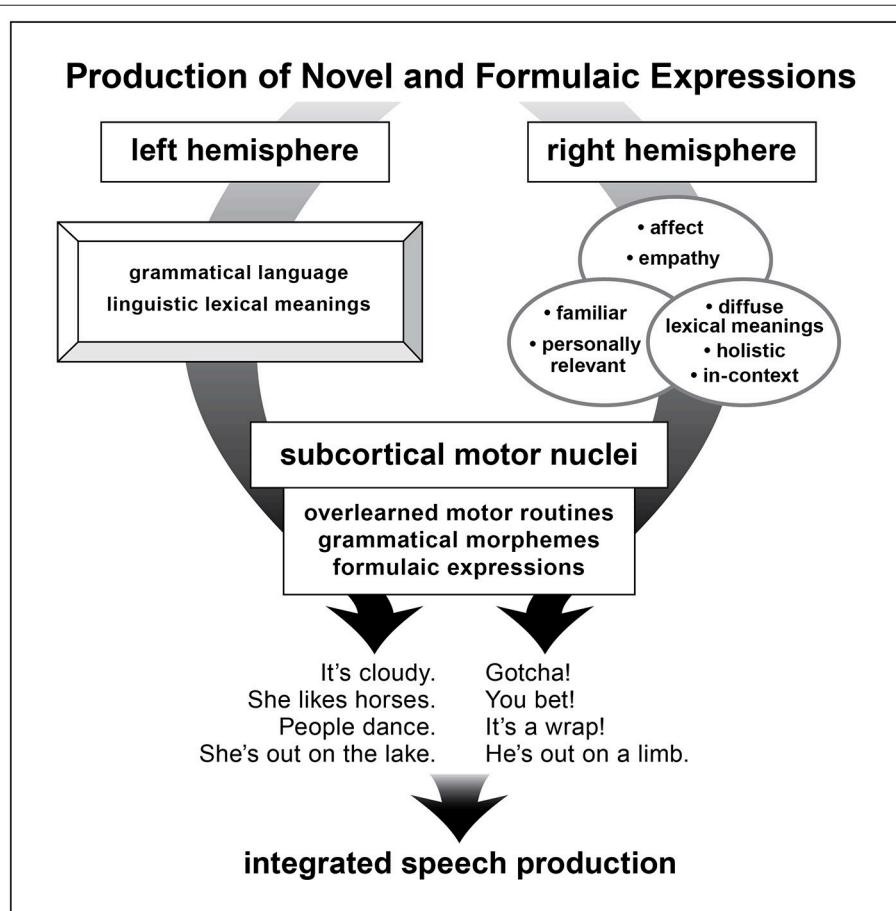 Production of Novel and Formulaic Expressions
left hemisphere
right hemisphere
grammatical language
linguistic lexical meanings
• affect
• empathy
• familiar
• personally
relevant
• diffuse
lexical meanings
• holistic
• in-context
subcortical motor nuclei
overlearned motor routines
grammatical morphemes
formulaic expressions
It's cloudy.
She likes horses.
People dance.
She's out on the lake.
Gotcha!
You bet!
It's a wrap!
He's out on a limb.
integrated speech production